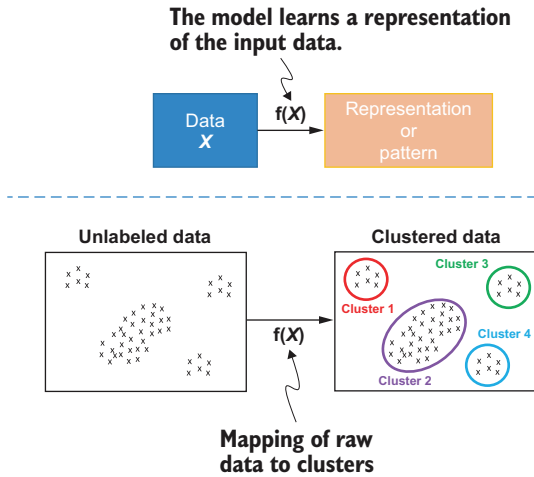 The model learns a representation
of the input data.
Data
X
f(X)
Representation
or
pattern
Unlabeled data
Clustered data
Cluster 3
Cluster 1
f(X)
Cluster 4
Cluster 2
Mapping of raw
data to clusters